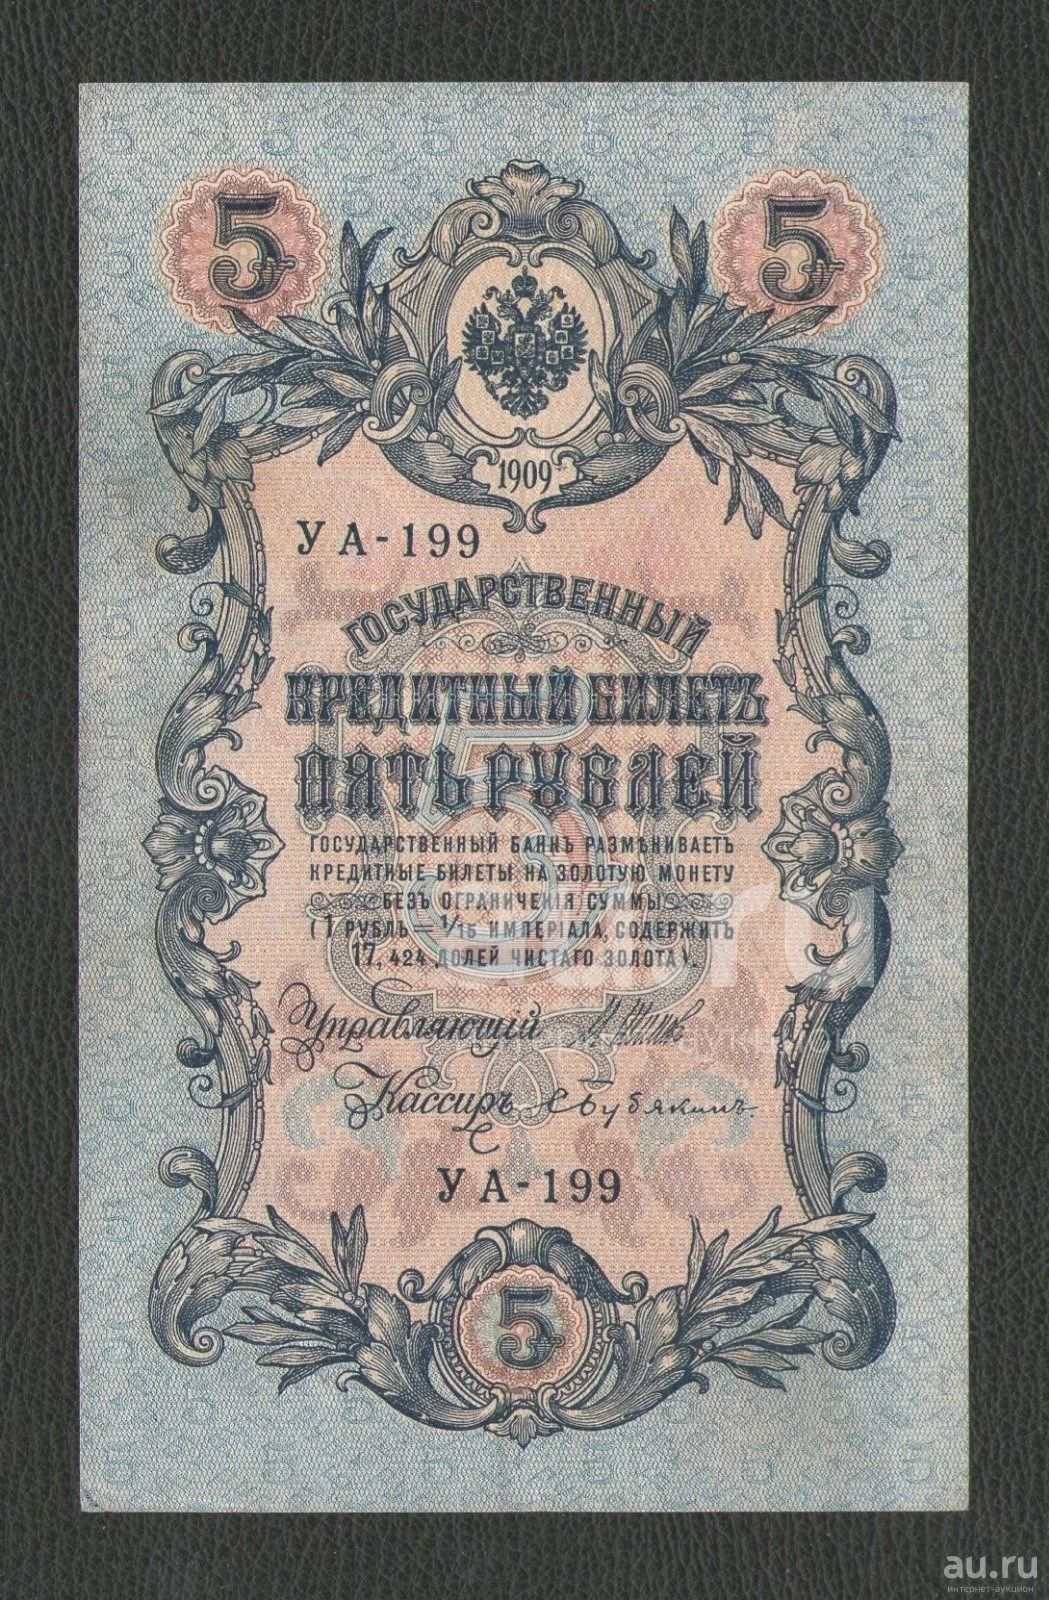 5 5
1909
УА-199
ГОСУДАРСТВЕННЫЙ
КРЕДИТНЫЙ БИЛЕТЪ
ПЯТЬ РУБЛЕЙ
ГОСУДАРСТВЕННЫЙ БАНКЪ РАЗМѢНИВАЕТЪ
КРЕДИТНЫЕ БИЛЕТЫ НА ЗОЛОТУЮ МОНЕТУ
БЕЗЪ ОГРАНИЧЕНІЯ СУММЫ
(1 РУБЛЬ = 1/15 ИМПЕРІАЛА, СОДЕРЖИТЪ
17,424 ДОЛЕЙ ЧИСТАГО ЗОЛОТА).
Управляющій
Кассиръ
УА-199
5
au.ru
интернет-аукцион